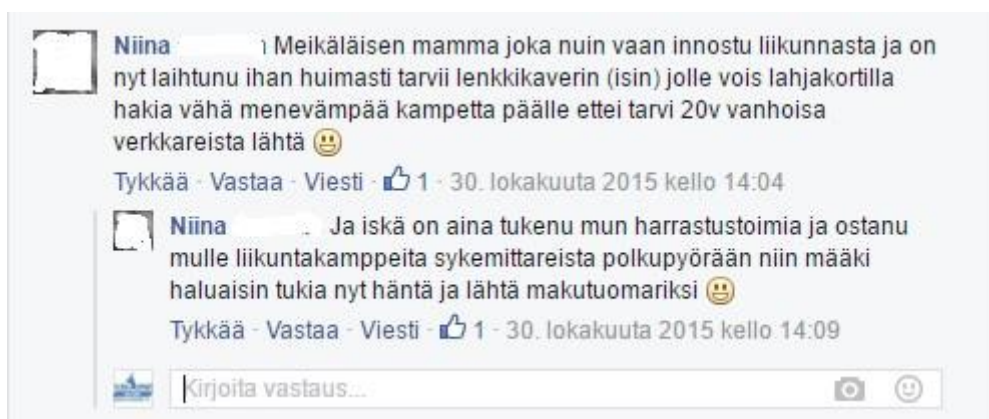 Niina Meikäläisen mamma joka nuin vaan innostu liikunnasta ja on
nyt laihtunu ihan huimasti tarvii lenkkikaverin (isin) jolle vois lahjakortilla
hakia vähä menevämpää kampetta päälle ettei tarvi 20v vanhoisa
verkkareista lähtä 😃
Tykkää · Vastaa · Viesti · 👍 1 · 30. lokakuuta 2015 kello 14:04
Niina Ja iskä on aina tukenu mun harrastustoimia ja ostanu
mulle liikuntakamppeita sykemittareista polkupyörään niin määki
haluaisin tukia nyt häntä ja lähtä makutuomariksi 😃
Tykkää · Vastaa · Viesti · 👍 1 · 30. lokakuuta 2015 kello 14:09
Kirjoita vastaus...